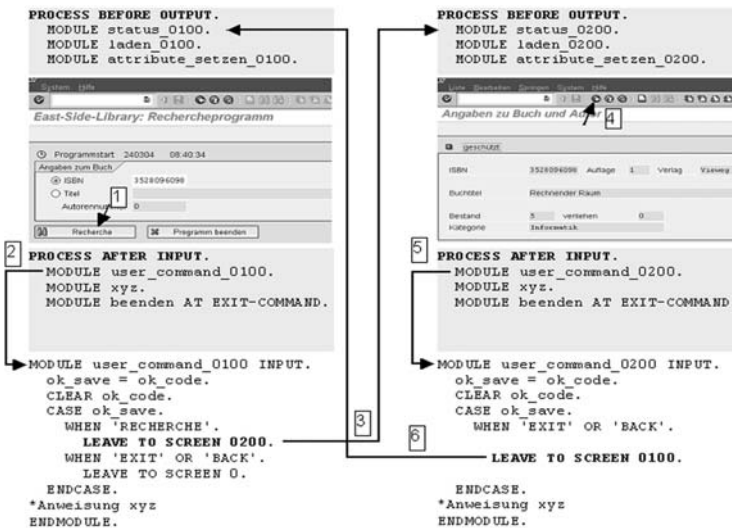 PROCESS BEFORE OUTPUT.
MODULE status_0100.
MODULE laden_0100.
MODULE attribute_setzen_0100.
System Hilfe
East-Side-Library: Rechercheprogramm
Programmstart 240304 08:40:34
Angaben zum Buch
ISBN 3528096098
Titel
1
Recherche
Programm beenden
2
PROCESS AFTER INPUT.
MODULE user_command_0100.
MODULE xyz.
MODULE beenden AT EXIT-COMMAND.
MODULE user_command_0100 INPUT.
ok_save = ok_code.
CLEAR ok_code.
CASE ok_save.
WHEN 'RECHERCHE'.
3
LEAVE TO SCREEN 0200.
WHEN 'EXIT' OR 'BACK'.
LEAVE TO SCREEN 0.
ENDCASE.
*Anweisung xyz
ENDMODULE.
PROCESS BEFORE OUTPUT.
MODULE status_0200.
MODULE laden_0200.
MODULE attribute_setzen_0200.
Liste Bearbeiten Springen System Hilfe
4
Angaben zu Buch und Autor
geschützt
ISBN 3528096098 Auflage 1 Verlag Vieweg
Buchtitel Rechnender Raum
Bestand 5 verliehen 0
Kategorie Informatik
5
PROCESS AFTER INPUT.
MODULE user_command_0200.
MODULE xyz.
MODULE beenden AT EXIT-COMMAND
MODULE user_command_0200 INPUT.
ok_save = ok_code.
CLEAR ok_code.
CASE ok_save.
WHEN 'EXIT' OR 'BACK'.
6
LEAVE TO SCREEN 0100.
ENDCASE.
*Anweisung xyz
ENDMODULE.